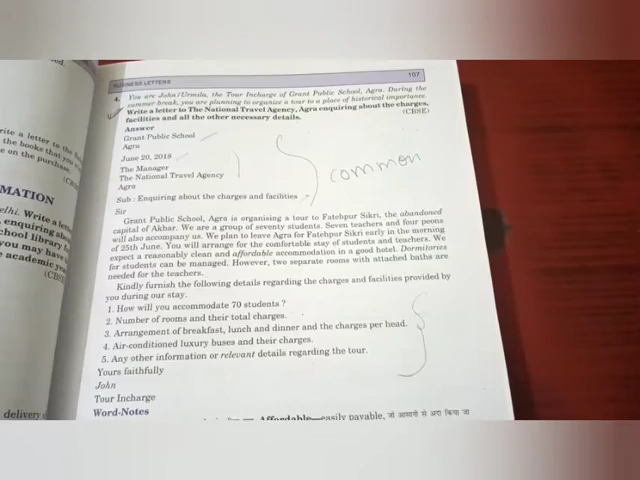 BUSINESS LETTERS
107
4. You are John/Urmila, the Tour Incharge of Grant Public School, Agra. During the
summer break, you are planning to organize a tour to a place of historical importance.
Write a letter to The National Travel Agency, Agra enquiring about the charges,
facilities and all the other necessary details.
(CBSE)
Answer
Grant Public School
Agra
June 20, 2018
The Manager
The National Travel Agency
Agra
common
Sub : Enquiring about the charges and facilities
Sir
Grant Public School, Agra is organising a tour to Fatehpur Sikri, the abandoned
capital of Akbar. We are a group of seventy students. Seven teachers and four peons
will also accompany us. We plan to leave Agra for Fatehpur Sikri early in the morning
of 25th June. You will arrange for the comfortable stay of students and teachers. We
expect a reasonably clean and affordable accommodation in a good hotel. Dormitories
for students can be managed. However, two separate rooms with attached baths are
needed for the teachers.
Kindly furnish the following details regarding the charges and facilities provided by
you during our stay.
1. How will you accommodate 70 students ?
2. Number of rooms and their total charges.
3. Arrangement of breakfast, lunch and dinner and the charges per head.
4. Air-conditioned luxury buses and their charges.
5. Any other information or relevant details regarding the tour.
Yours faithfully
John
Tour Incharge
Word-Notes
Affordable—easily payable, जो आसानी से अदा किया जा
rite a letter to the
the books that you
e on the purchase.
MATION
elhi. Write a
enquiring
chool library
you may have
academic
(CBS
delivery